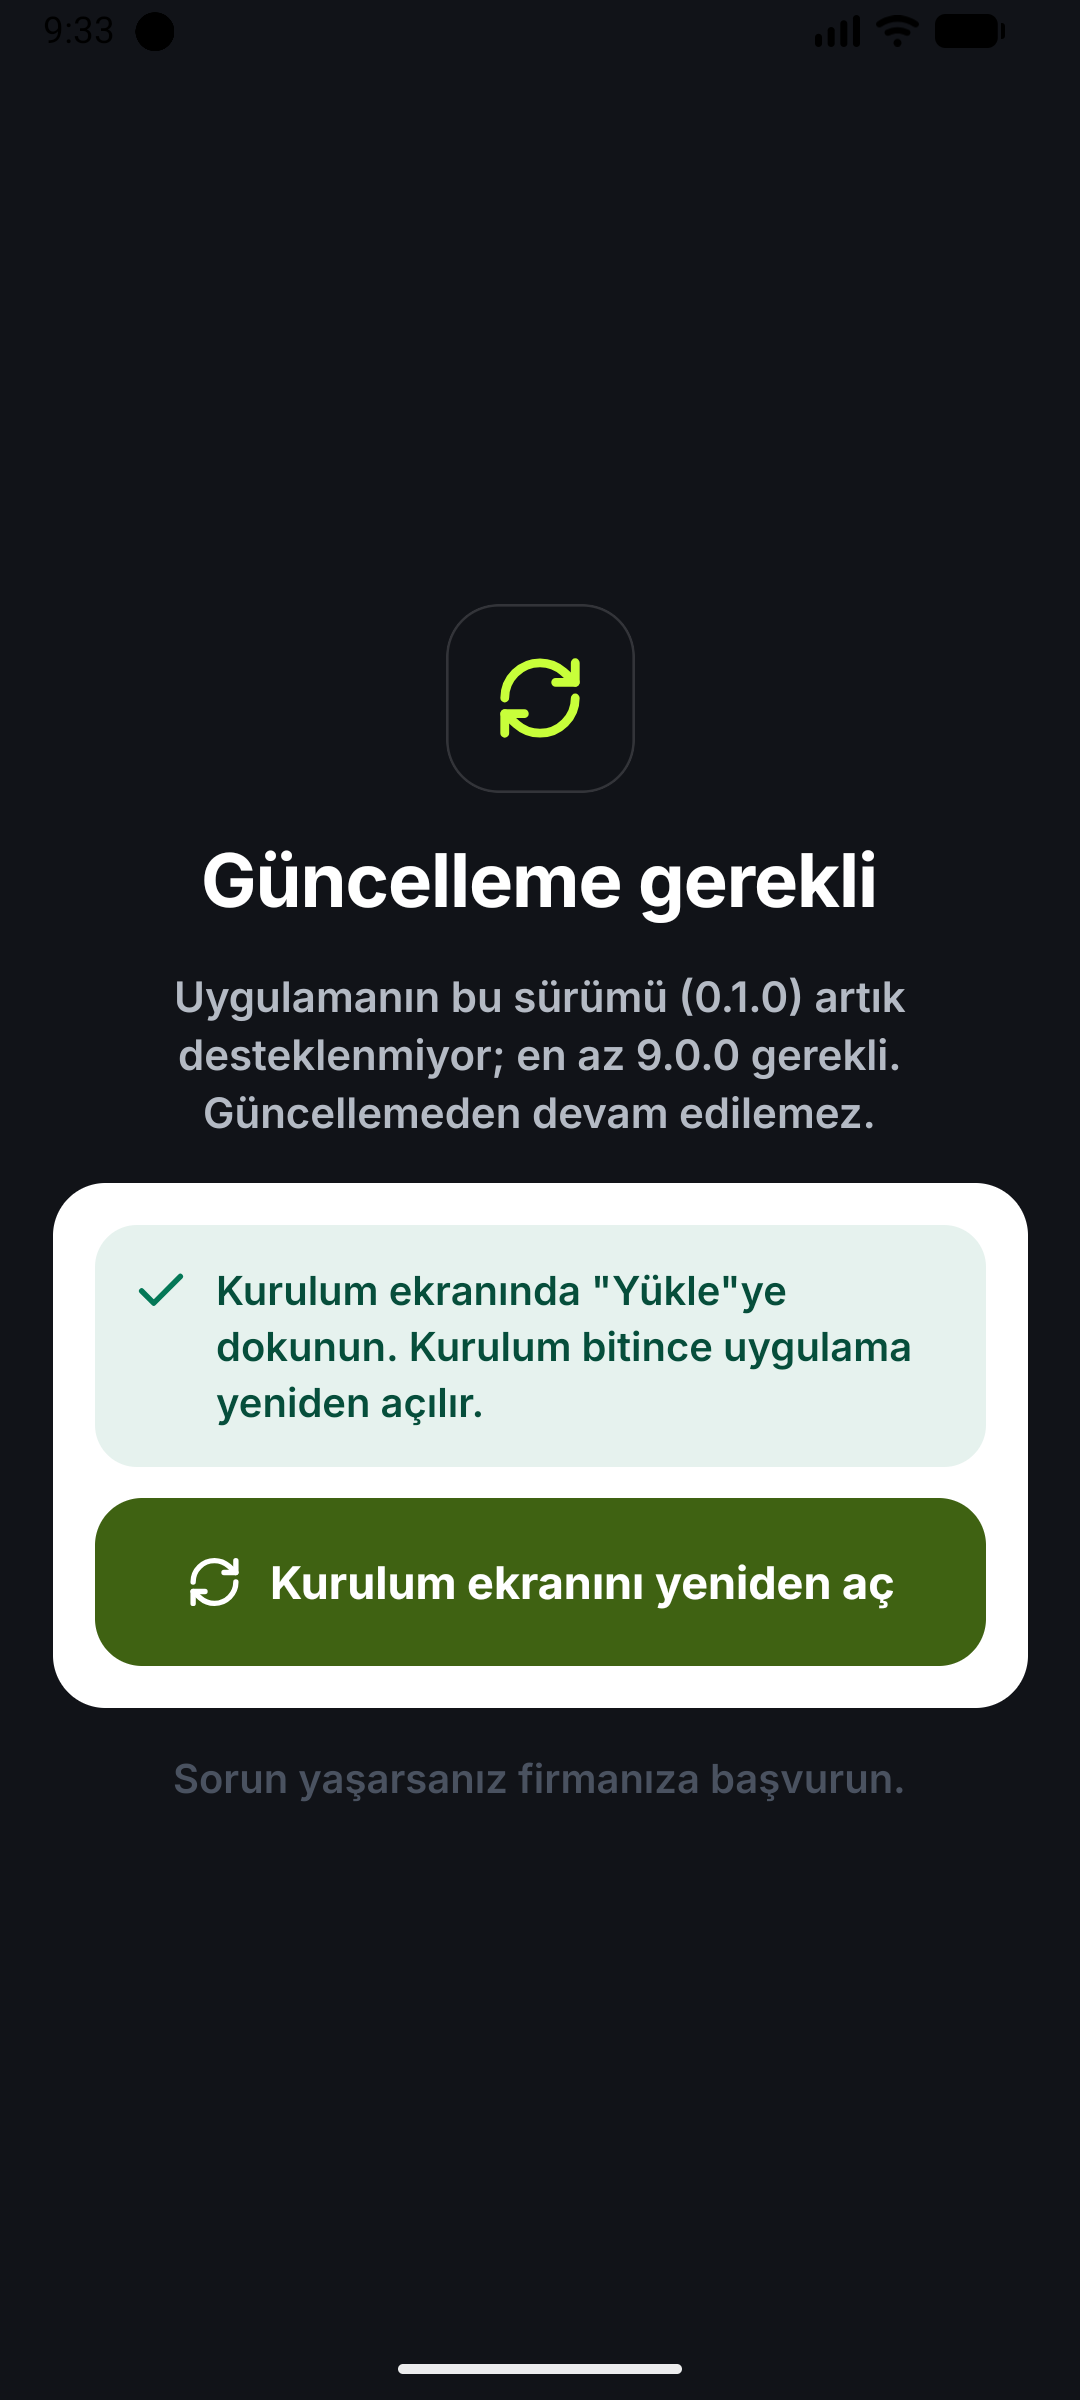 9:33
Güncelleme gerekli
Uygulamanın bu sürümü (0.1.0) artık
desteklenmiyor; en az 9.0.0 gerekli.
Güncellemeden devam edilemez.
Kurulum ekranında "Yükle"ye
dokunun. Kurulum bitince uygulama
yeniden açılır.
Kurulum ekranını yeniden aç
Sorun yaşarsanız firmanıza başvurun.